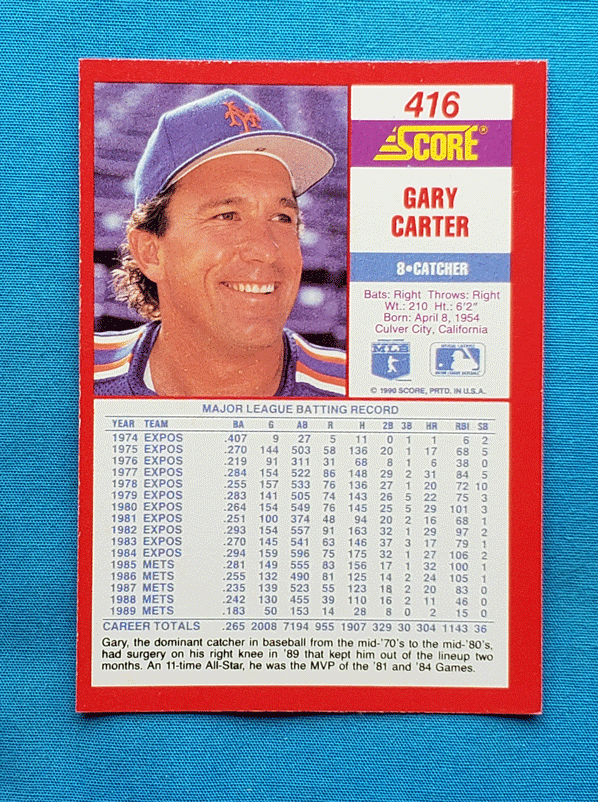 NY
416
SCORE®
GARY
CARTER
8•CATCHER
Bats: Right Throws: Right
Wt.: 210 Ht.: 6'2"
Born: April 8, 1954
Culver City, California
MLB
MAJOR LEAGUE BASEBALL
© 1990 SCORE, PRTD. IN U.S.A.
MAJOR LEAGUE BATTING RECORD
YEAR TEAM BA G AB R H 2B 3B HR RBI SB
1974 EXPOS .407 9 27 5 11 0 1 1 6 2
1975 EXPOS .270 144 503 58 136 20 1 17 68 5
1976 EXPOS .219 91 311 31 68 8 1 6 38 0
1977 EXPOS .284 154 522 86 148 29 2 31 84 5
1978 EXPOS .255 157 533 76 136 27 1 20 72 10
1979 EXPOS .283 141 505 74 143 26 5 22 75 3
1980 EXPOS .264 154 549 76 145 25 5 29 101 3
1981 EXPOS .251 100 374 48 94 20 2 16 68 1
1982 EXPOS .293 154 557 91 163 32 1 29 97 2
1983 EXPOS .270 145 541 63 146 37 3 17 79 1
1984 EXPOS .294 159 596 75 175 32 1 27 106 2
1985 METS .281 149 555 83 156 17 1 32 100 1
1986 METS .255 132 490 81 125 14 2 24 105 1
1987 METS .235 139 523 55 123 18 2 20 83 0
1988 METS .242 130 455 39 110 16 2 11 46 0
1989 METS .183 50 153 14 28 8 0 2 15 0
CAREER TOTALS .265 2008 7194 955 1907 329 30 304 1143 36
Gary, the dominant catcher in baseball from the mid-'70's to the mid-'80's,
had surgery on his right knee in '89 that kept him out of the lineup two
months. An 11-time All-Star, he was the MVP of the '81 and '84 Games.